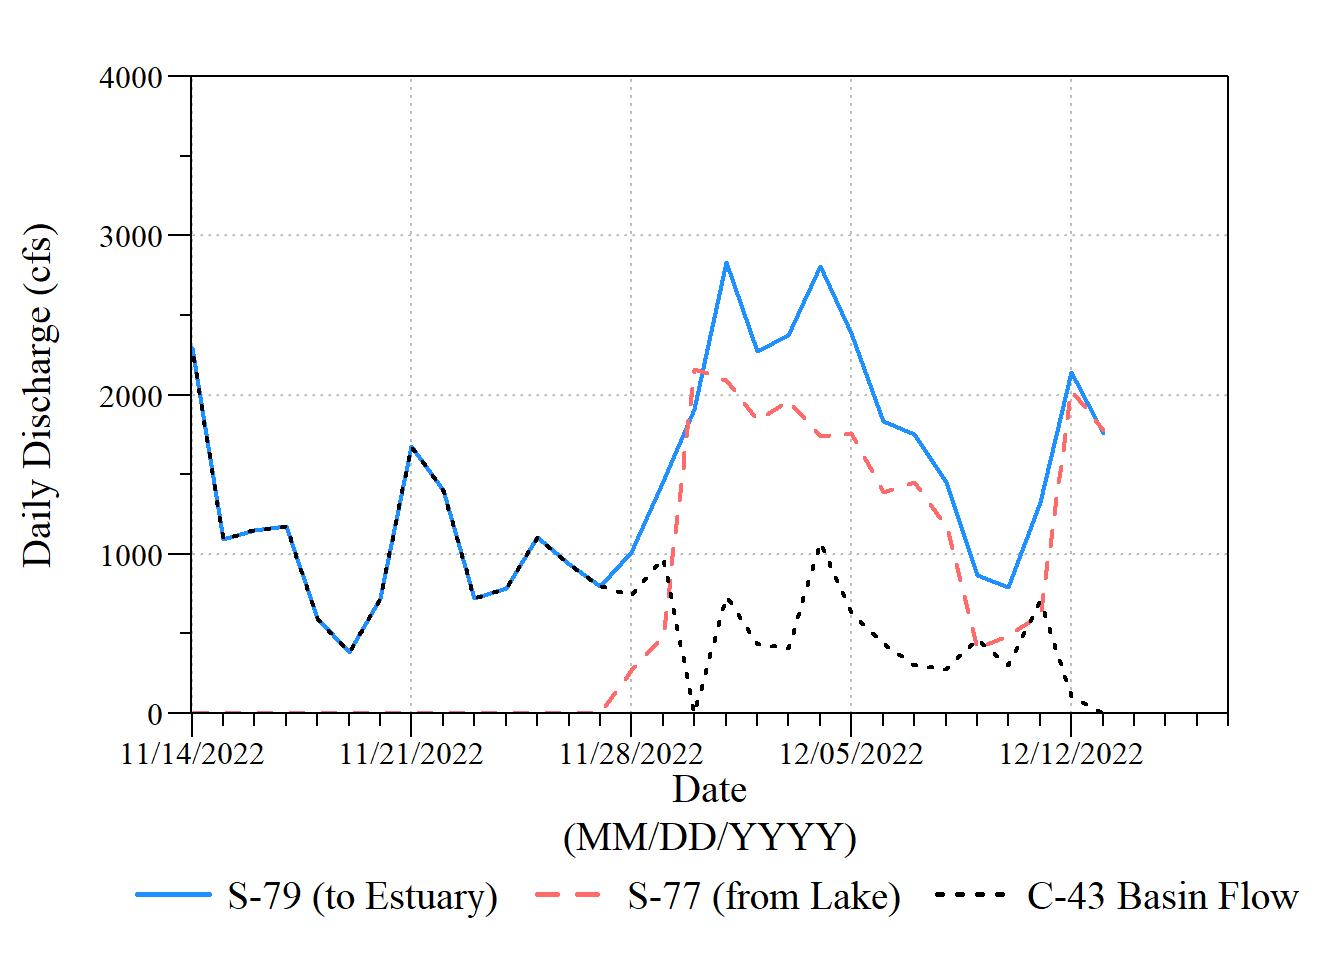 Daily Discharge (cfs)
4000
3000
2000
1000
0
11/14/2022 11/21/2022 11/28/2022 12/05/2022 12/12/2022
Date
(MM/DD/YYYY)
S-79 (to Estuary) S-77 (from Lake) C-43 Basin Flow